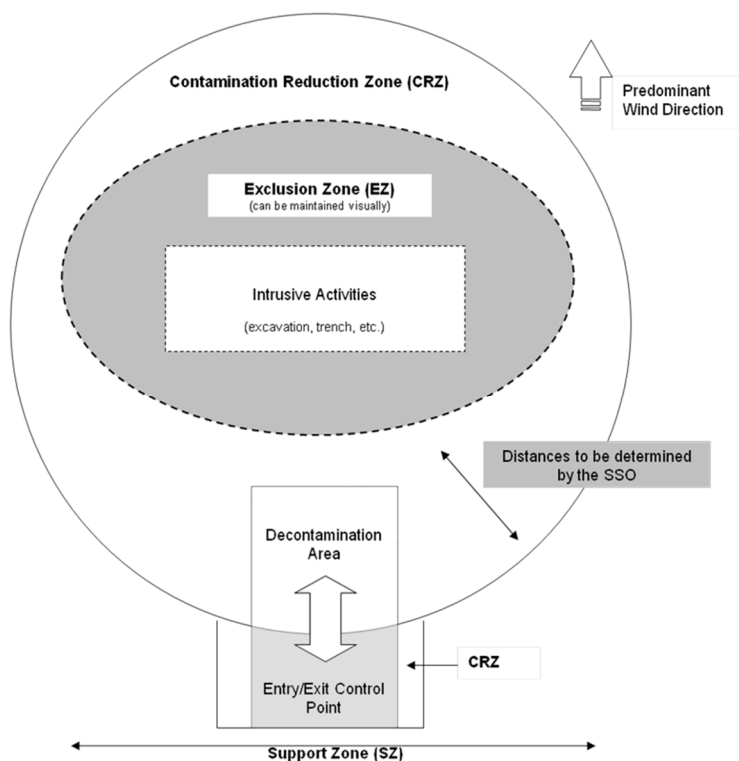 Contamination Reduction Zone (CRZ)
Predominant
Wind Direction
Exclusion Zone (EZ)
(can be maintained visually)
Intrusive Activities
(excavation, trench, etc.)
Distances to be determined
by the SSO
Decontamination
Area
CRZ
Entry/Exit Control
Point
Support Zone (SZ)